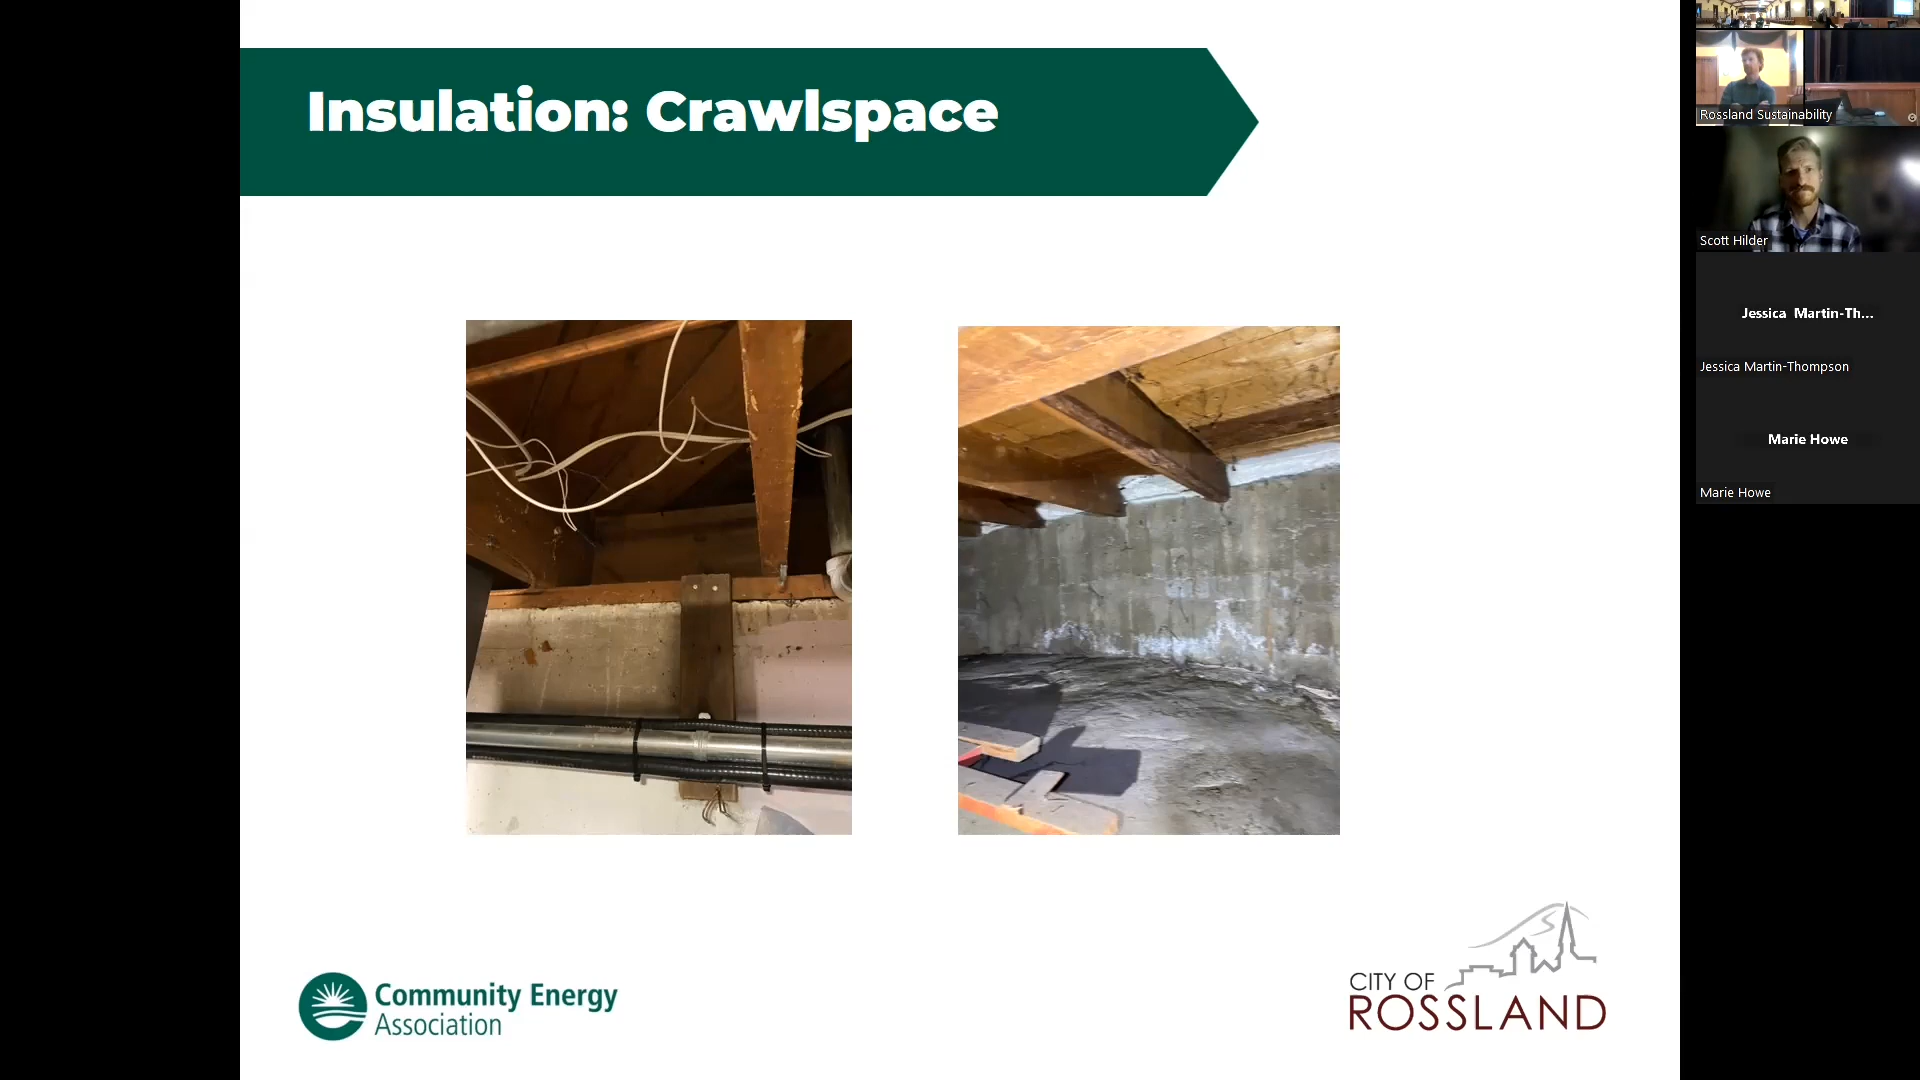 Insulation: Crawlspace
Community Energy
Association
CITY OF
ROSSLAND
Rossland Sustainability
Scott Hilder
Jessica Martin-Th...
Jessica Martin-Thompson
Marie Howe
Marie Howe